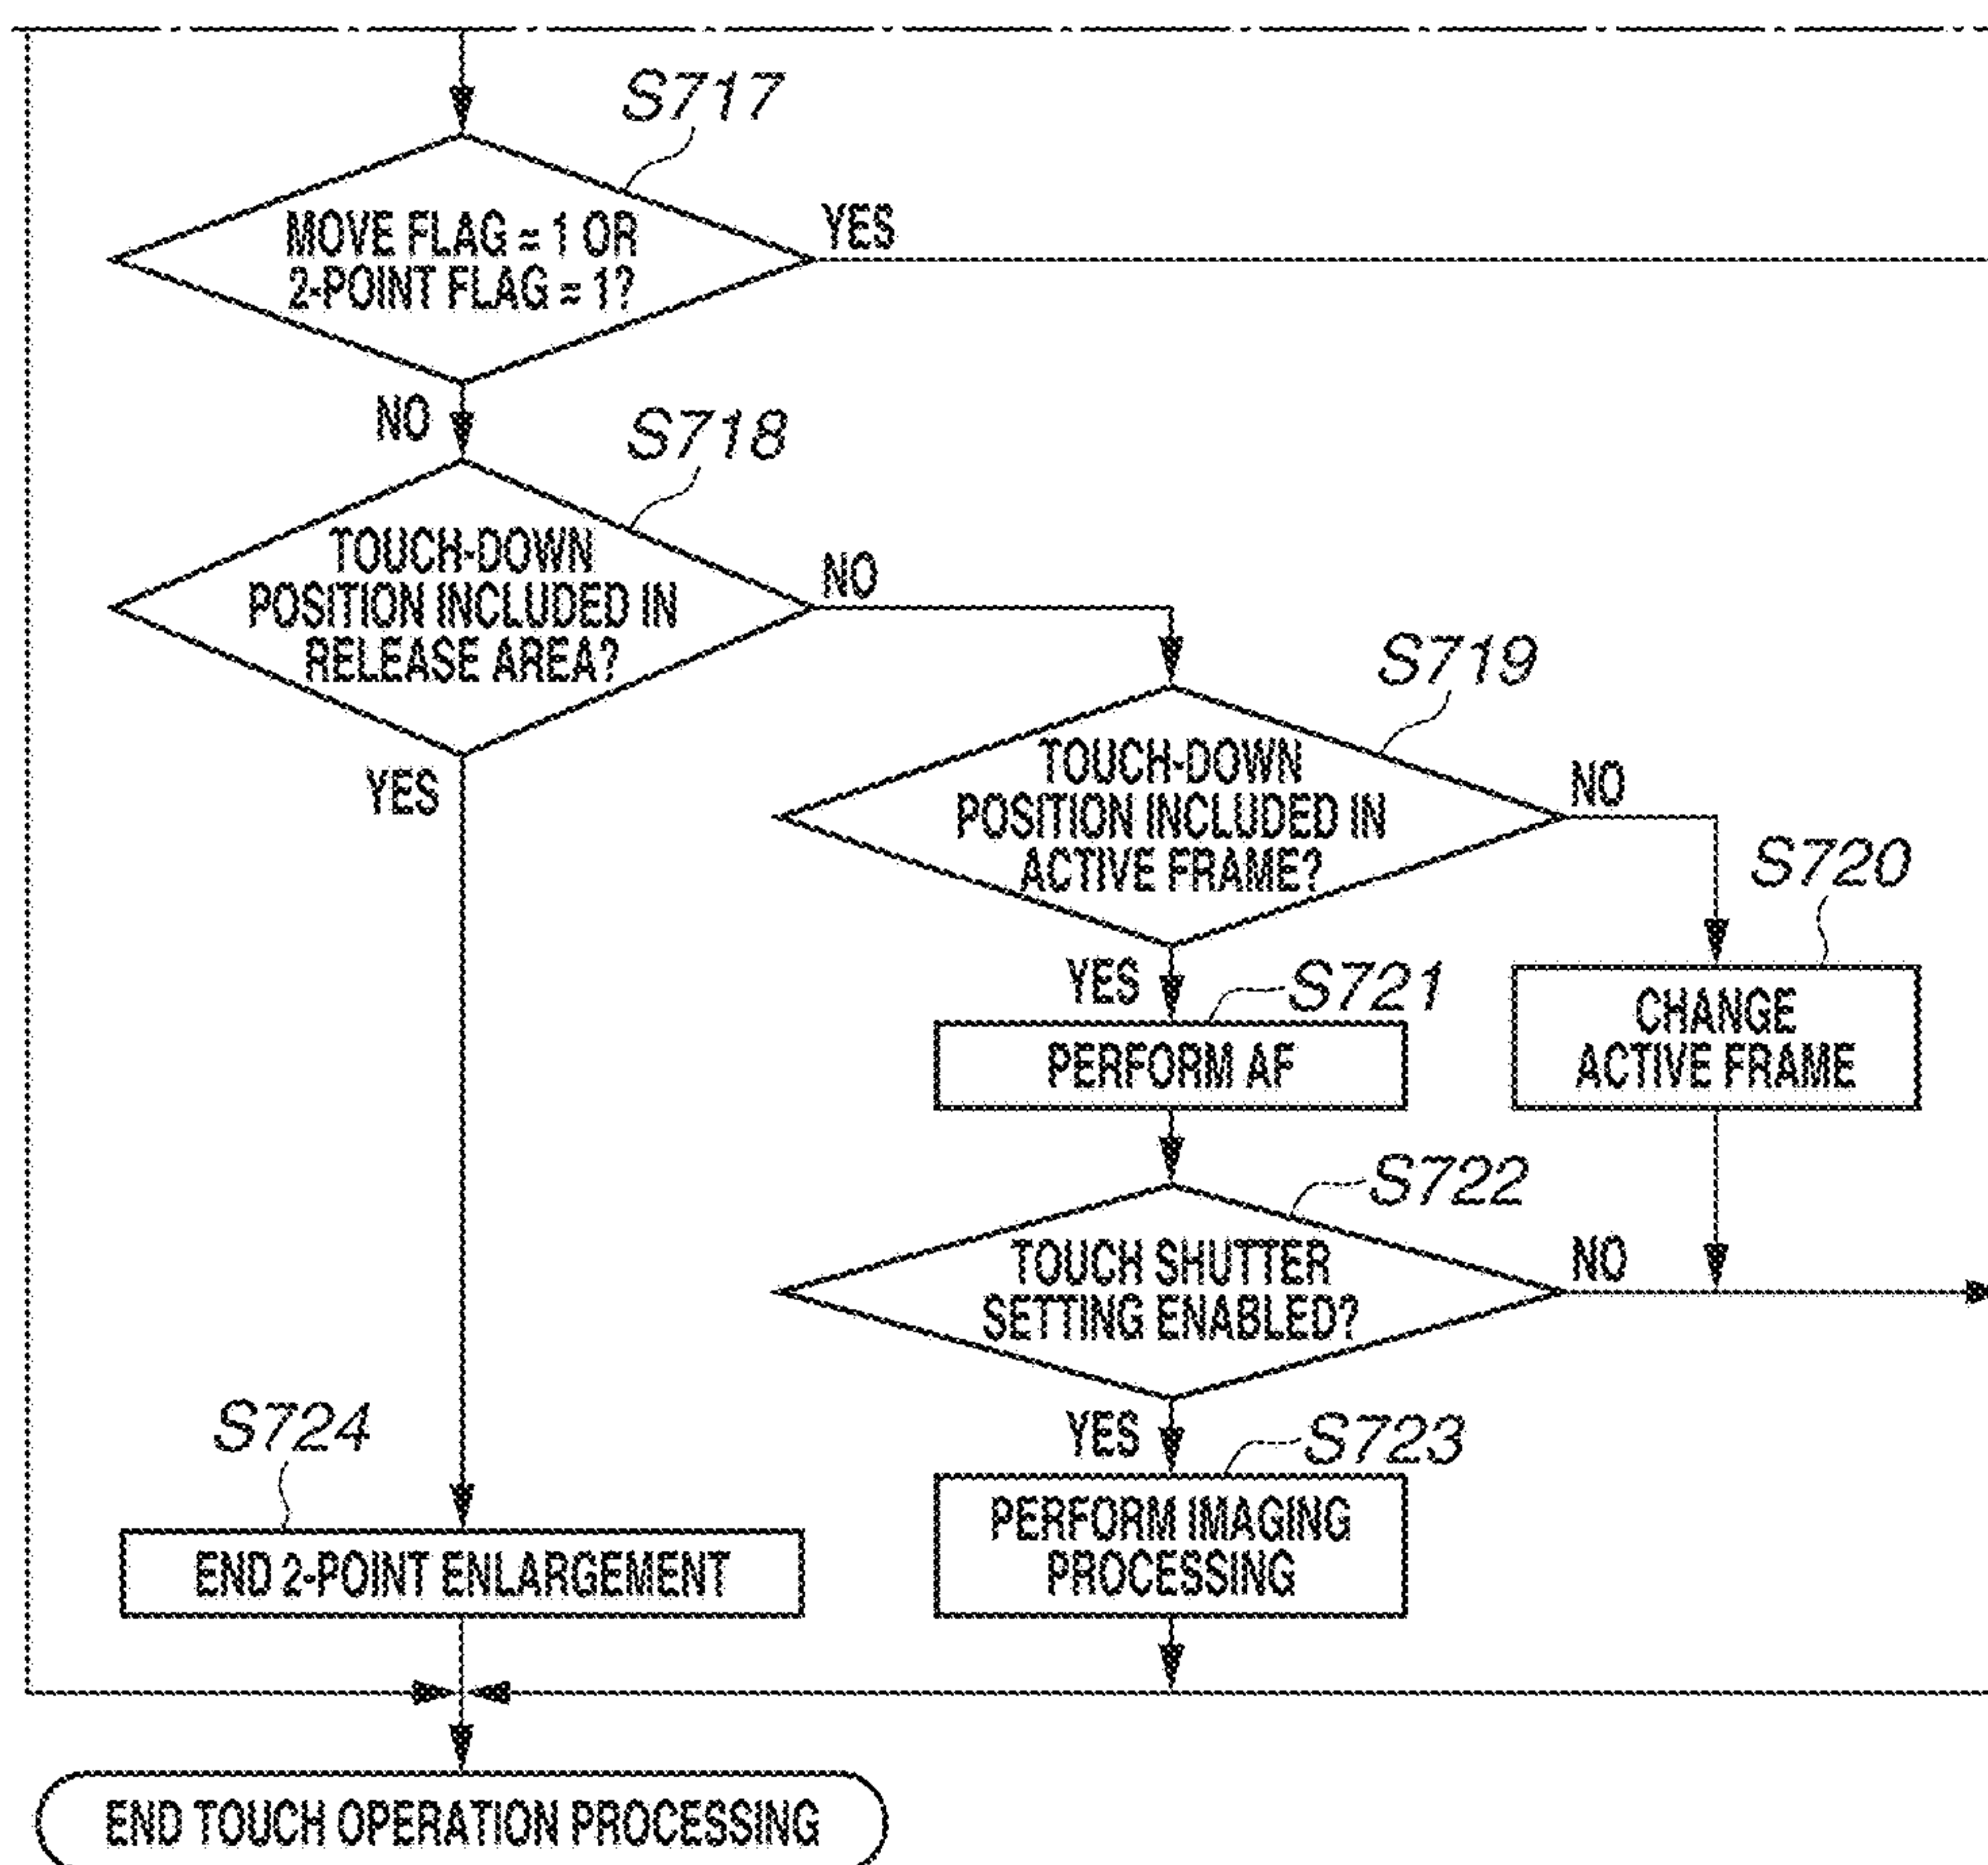 S717
MOVE FLAG = 1 OR
2-POINT FLAG = 1?
YES
NO
S718
TOUCH-DOWN
POSITION INCLUDED IN
RELEASE AREA?
NO
YES
S719
TOUCH-DOWN
POSITION INCLUDED IN
ACTIVE FRAME?
NO
YES
S720
CHANGE
ACTIVE FRAME
S721
PERFORM AF
S722
TOUCH SHUTTER
SETTING ENABLED?
NO
YES
S723
PERFORM IMAGING
PROCESSING
S724
END 2-POINT ENLARGEMENT
END TOUCH OPERATION PROCESSING